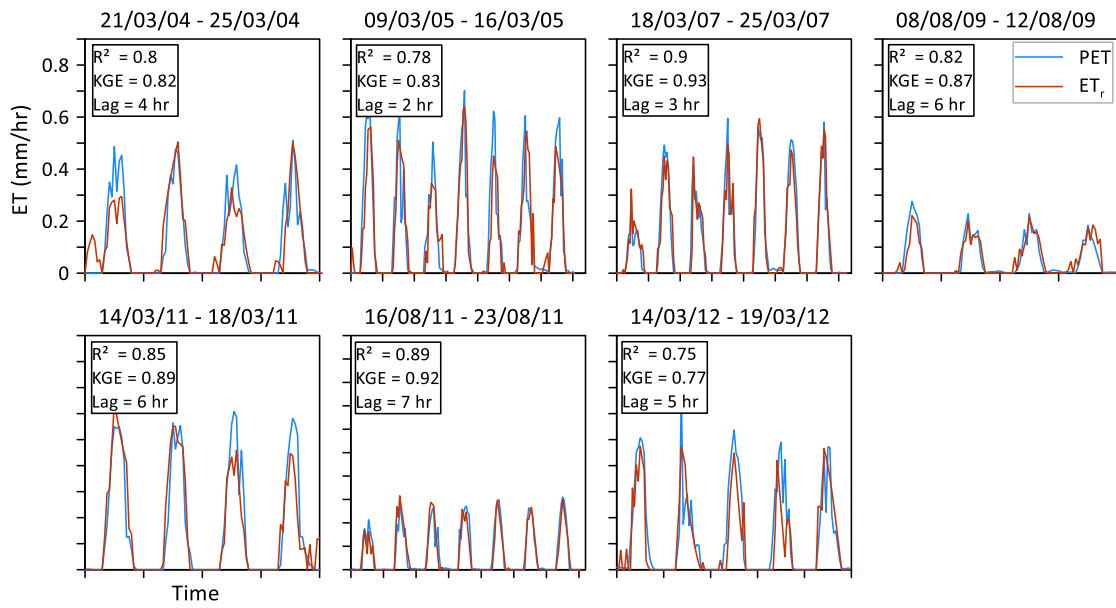 21/03/04 - 25/03/04
09/03/05 - 16/03/05
18/03/07 - 25/03/07
08/08/09 - 12/08/09
R² = 0.8
KGE = 0.82
Lag = 4 hr
R² = 0.78
KGE = 0.83
Lag = 2 hr
R² = 0.9
KGE = 0.93
Lag = 3 hr
R² = 0.82
KGE = 0.87
Lag = 6 hr
PET
ETr
0.8
0.6
0.4
0.2
0
ET (mm/hr)
14/03/11 - 18/03/11
16/08/11 - 23/08/11
14/03/12 - 19/03/12
R² = 0.85
KGE = 0.89
Lag = 6 hr
R² = 0.89
KGE = 0.92
Lag = 7 hr
R² = 0.75
KGE = 0.77
Lag = 5 hr
Time